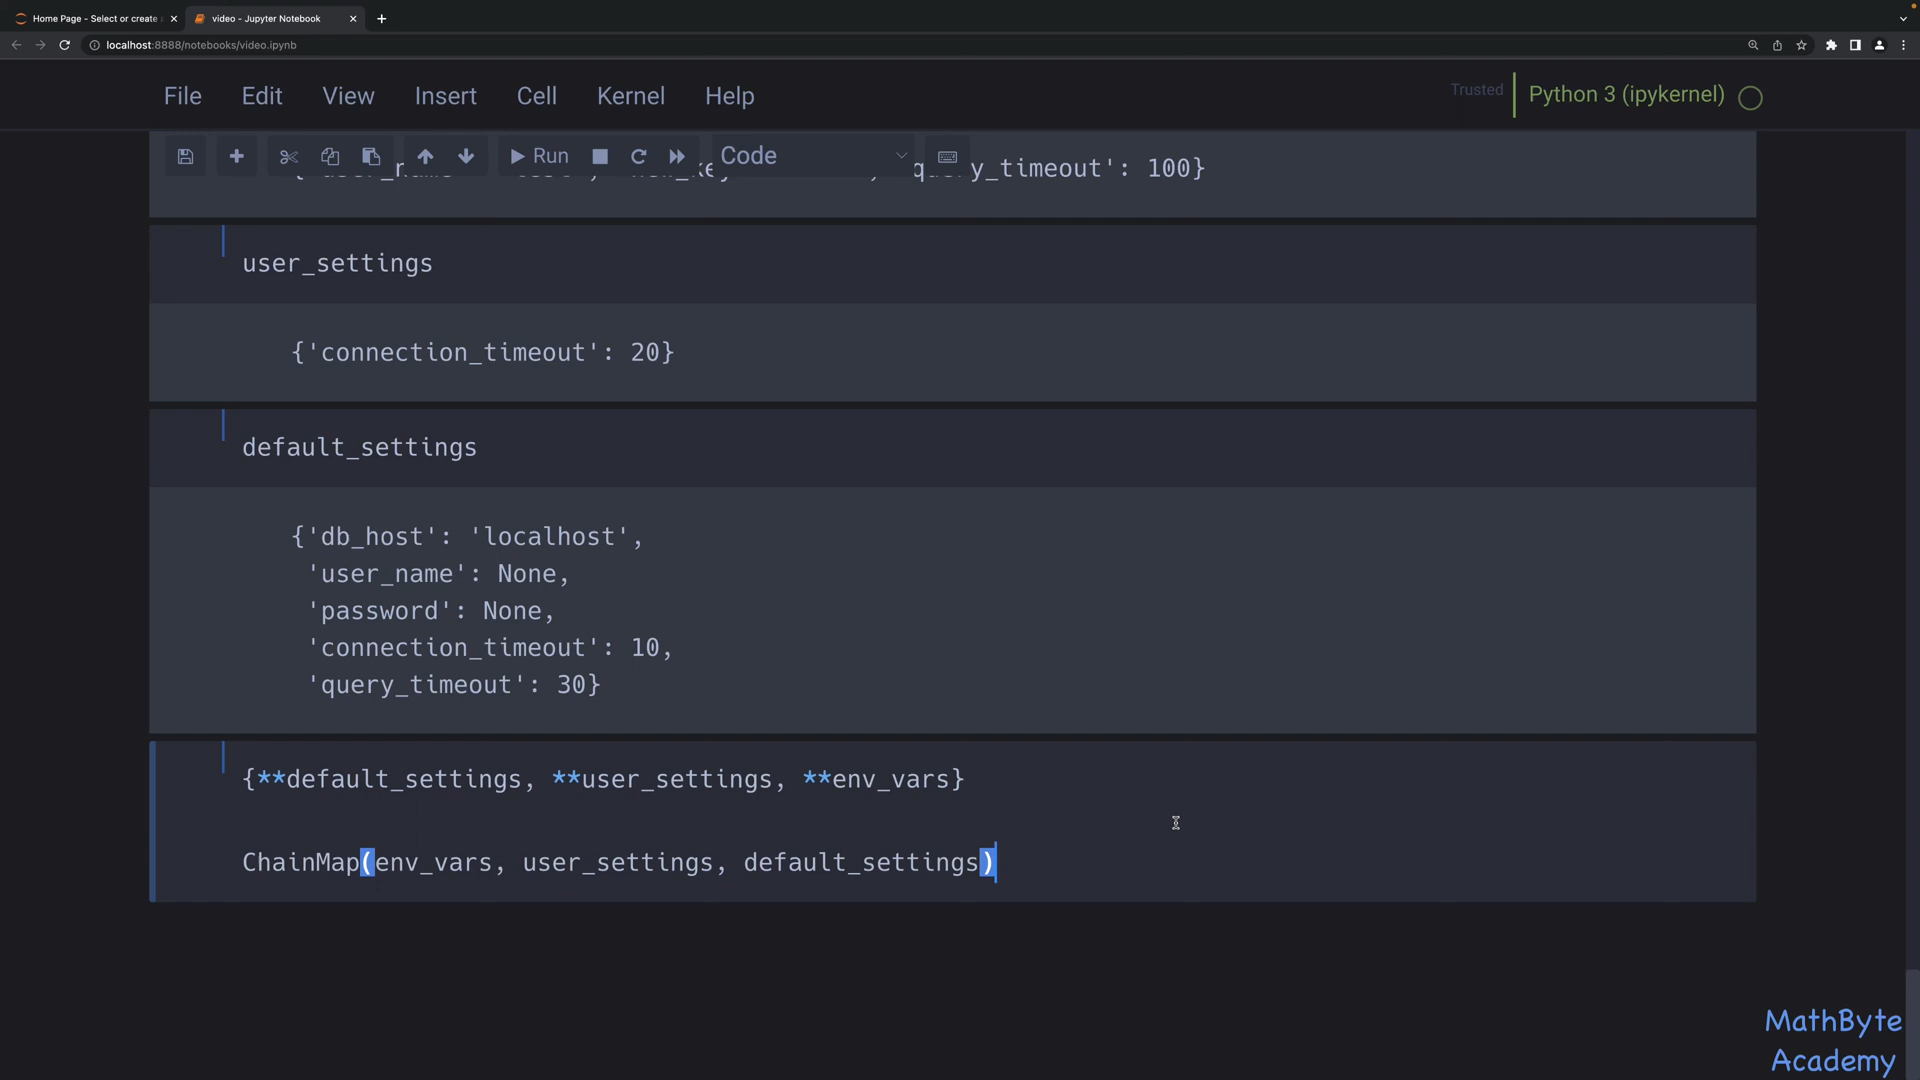 Home Page - Select or create
video - Jupyter Notebook
localhost:8888/notebooks/video.ipynb
File Edit View Insert Cell Kernel Help
Trusted
Python 3 (ipykernel)
Run
Code
query_timeout': 100}
user_settings
{'connection_timeout': 20}
default_settings
{'db_host': 'localhost',
'user_name': None,
'password': None,
'connection_timeout': 10,
'query_timeout': 30}
{**default_settings, **user_settings, **env_vars}
ChainMap(env_vars, user_settings, default_settings)
MathByte
Academy